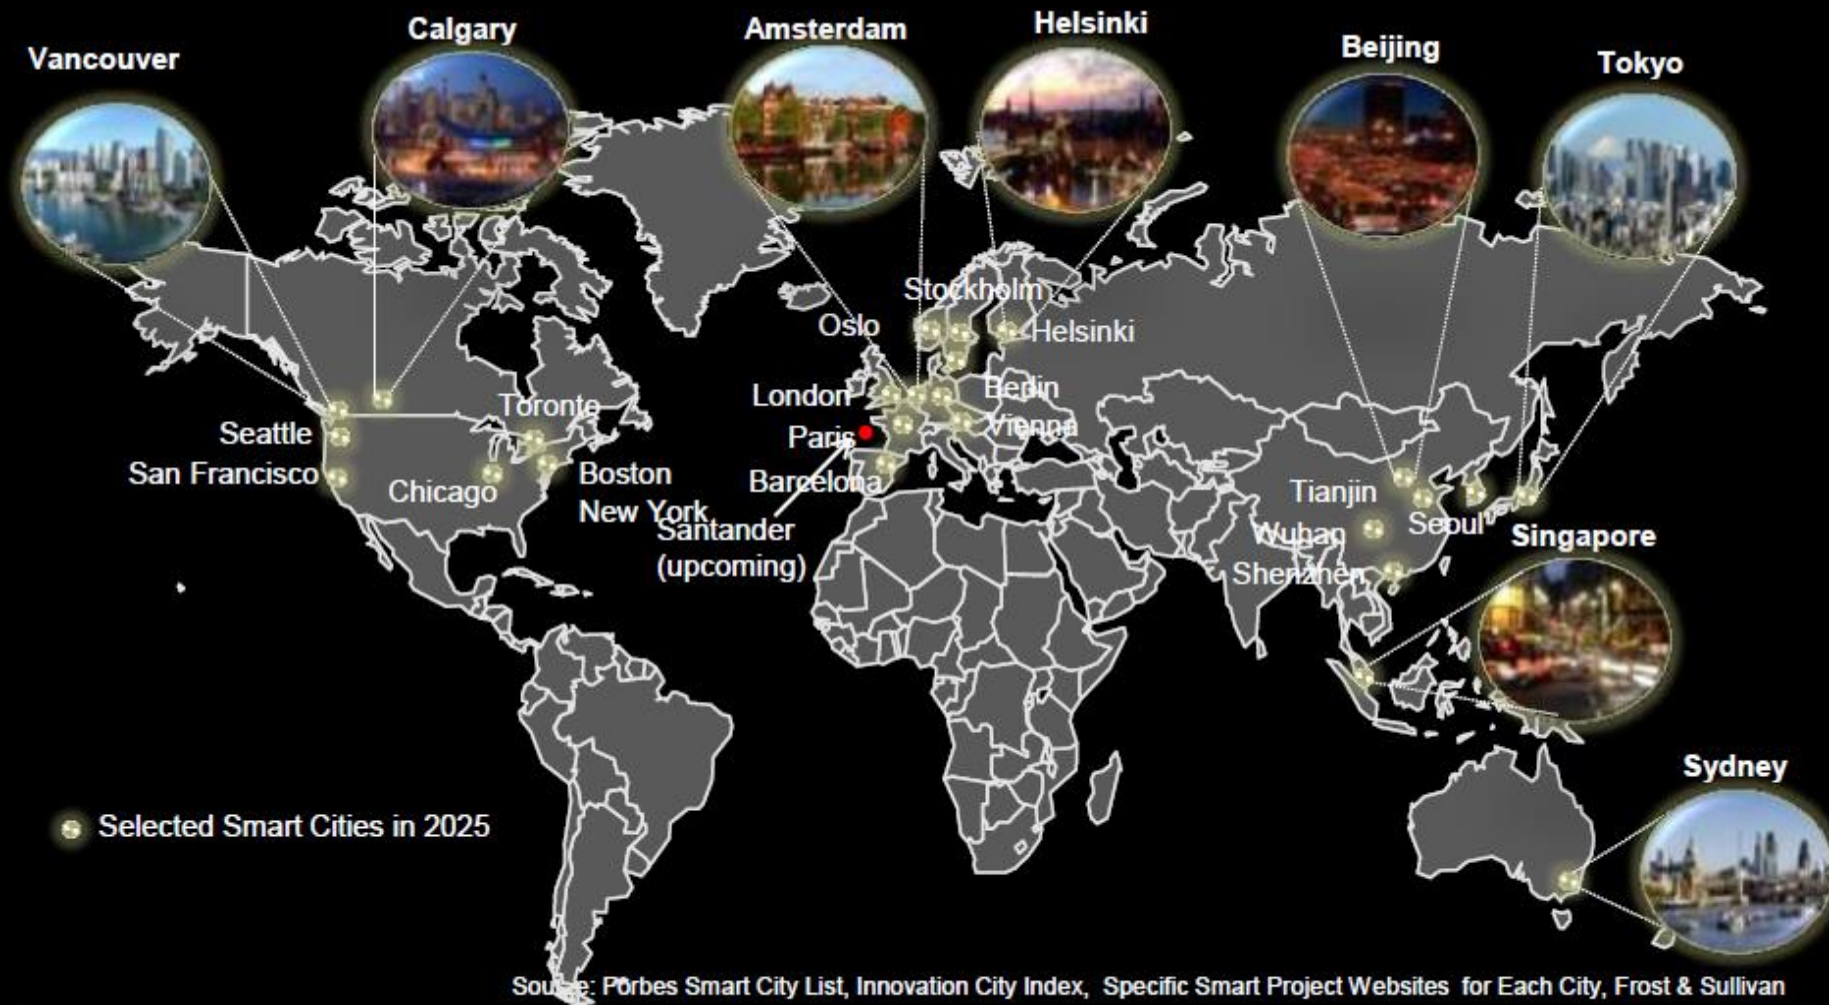 Vancouver
Calgary
Amsterdam
Helsinki
Beijing
Tokyo
Stockholm
Oslo
Helsinki
London
Berlin
Paris
Vienna
Barcelona
Santander
(upcoming)
Toronto
Seattle
San Francisco
Chicago
Boston
New York
Tianjin
Wuhan
Seoul
Shenzhen
Singapore
Sydney
Selected Smart Cities in 2025
Source: Forbes Smart City List, Innovation City Index, Specific Smart Project Websites for Each City, Frost & Sullivan